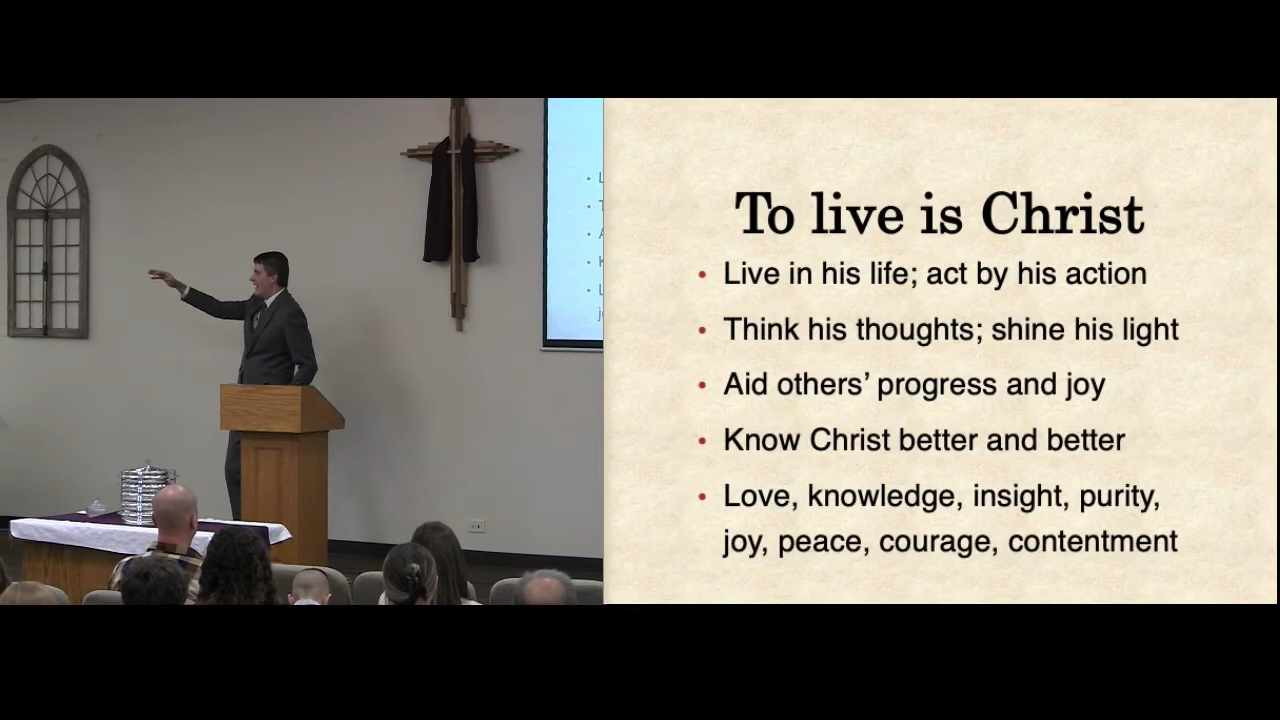 To live is Christ
• Live in his life; act by his action
• Think his thoughts; shine his light
• Aid others’ progress and joy
• Know Christ better and better
• Love, knowledge, insight, purity,
joy, peace, courage, contentment